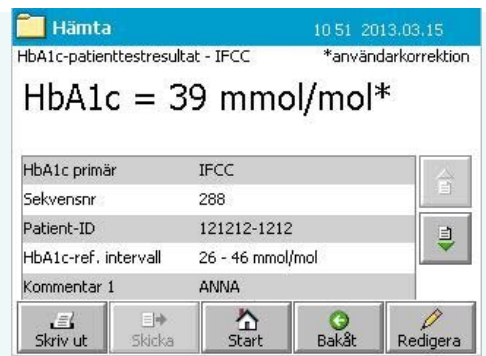 Hämta 10 51 2013.03.15
HbA1c-patienttestresultat - IFCC *användarkorrektion
HbA1c = 39 mmol/mol*
HbA1c primär IFCC
Sekvensnr 288
Patient-ID 121212-1212
HbA1c-ref. intervall 26 - 46 mmol/mol
Kommentar 1 ANNA
Skriv ut Skicka Start Bakåt Redigera